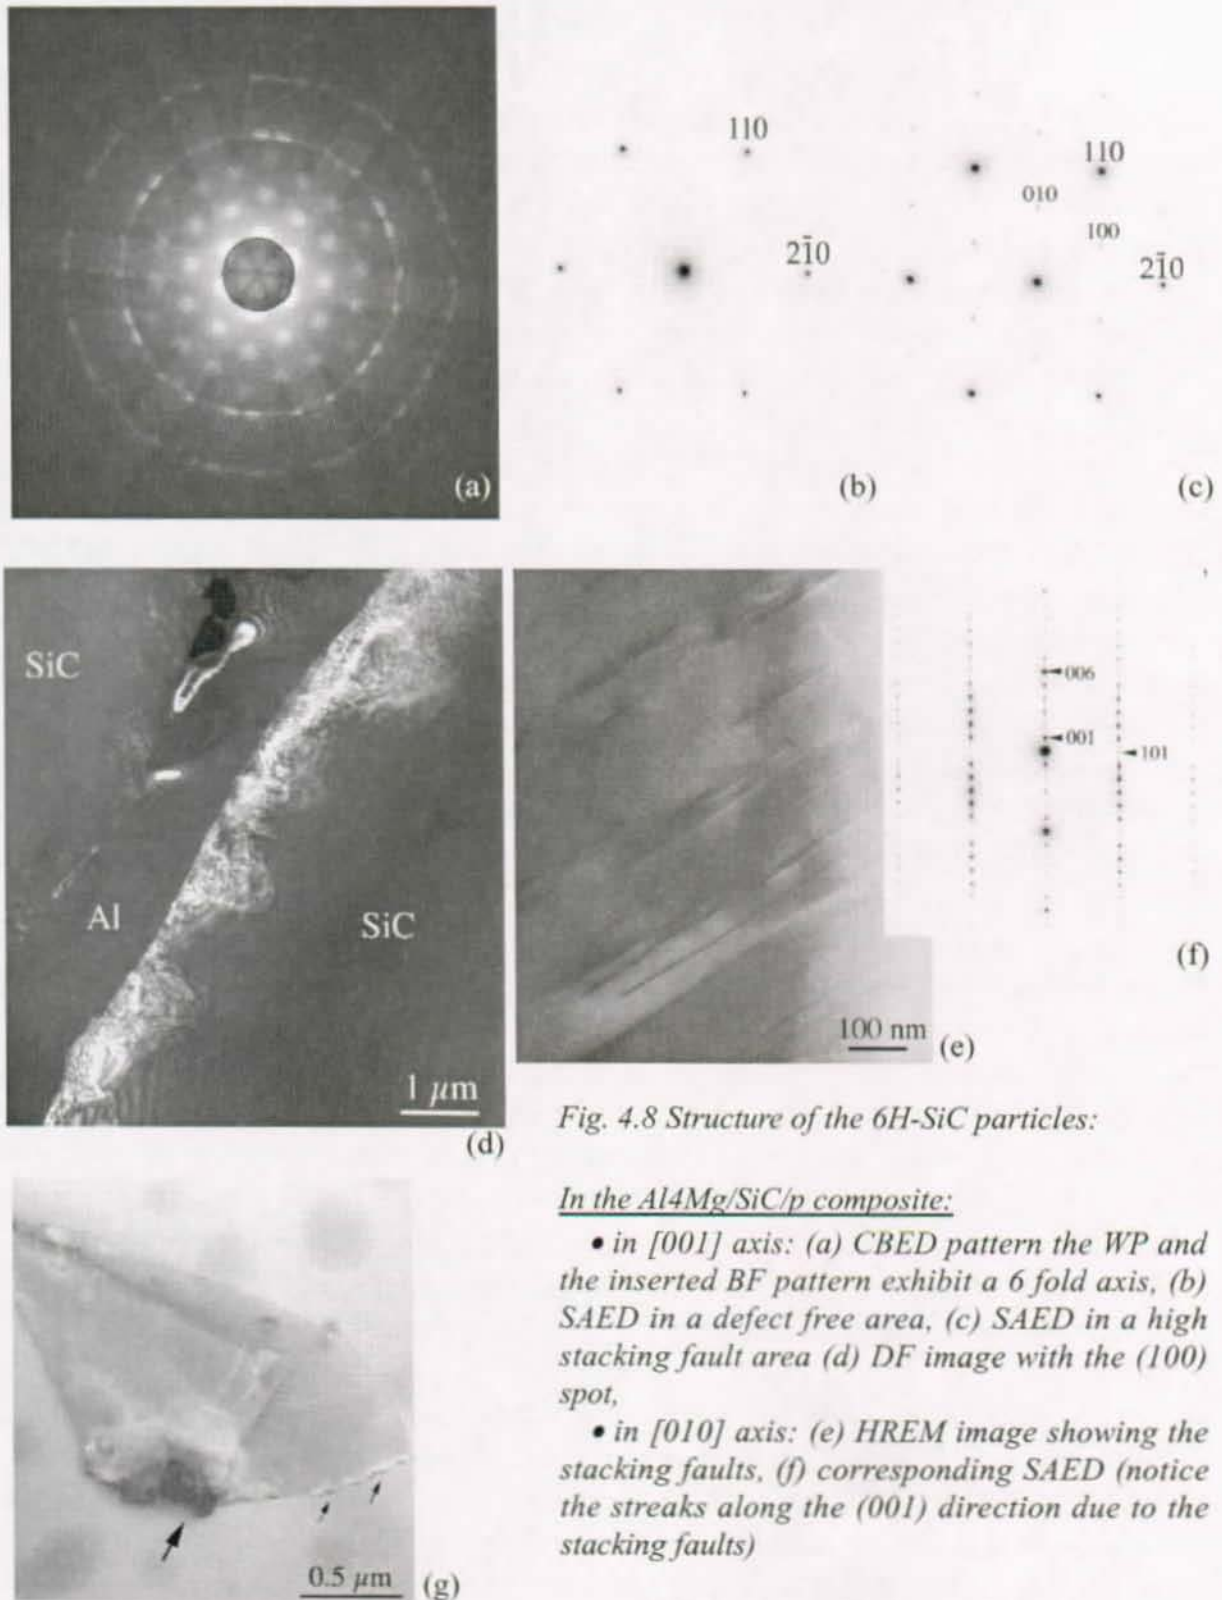 (a)
110
2̄10
(b)
110
010
100
2̄10
(c)
SiC
Al
SiC
1 μm
(d)
100 nm
(e)
006
001
101
(f)
0.5 μm
(g)
Fig. 4.8 Structure of the 6H-SiC particles:
In the Al4Mg/SiC/p composite:
• in [001] axis: (a) CBED pattern the WP and
the inserted BF pattern exhibit a 6 fold axis, (b)
SAED in a defect free area, (c) SAED in a high
stacking fault area (d) DF image with the (100)
spot,
• in [010] axis: (e) HREM image showing the
stacking faults, (f) corresponding SAED (notice
the streaks along the (001) direction due to the
stacking faults)